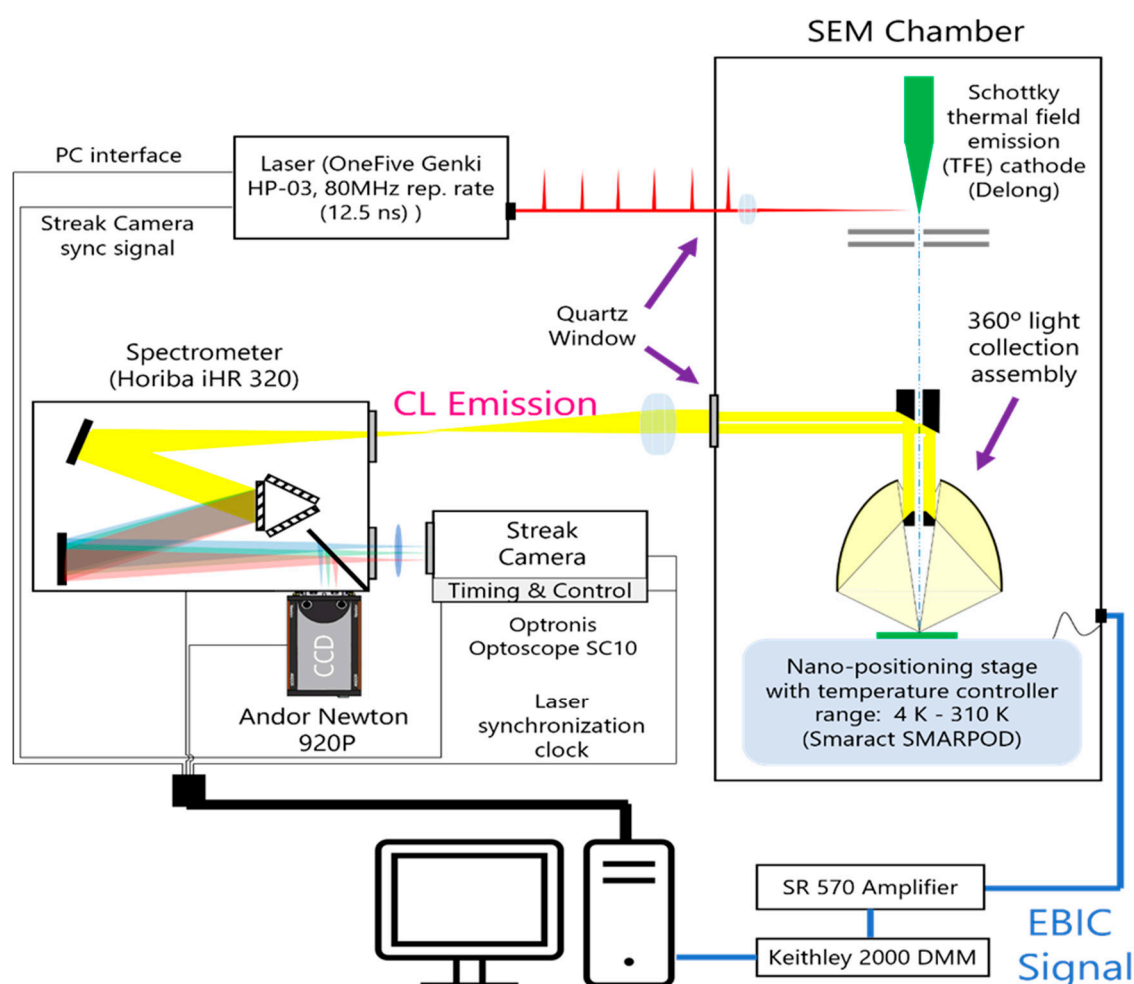 SEM Chamber
Schottky
thermal field
emission
(TFE) cathode
(Delong)
PC interface
Laser (OneFive Genki
HP-03, 80MHz rep. rate
(12.5 ns) )
Streak Camera
sync signal
Quartz
Window
360º light
collection
assembly
Spectrometer
(Horiba iHR 320)
CL Emission
Streak
Camera
Timing & Control
Optronis
Optoscope SC10
CCD
Andor Newton
920P
Laser
synchronization
clock
Nano-positioning stage
with temperature controller
range: 4 K - 310 K
(Smaract SMARPOD)
SR 570 Amplifier
Keithley 2000 DMM
EBIC
Signal